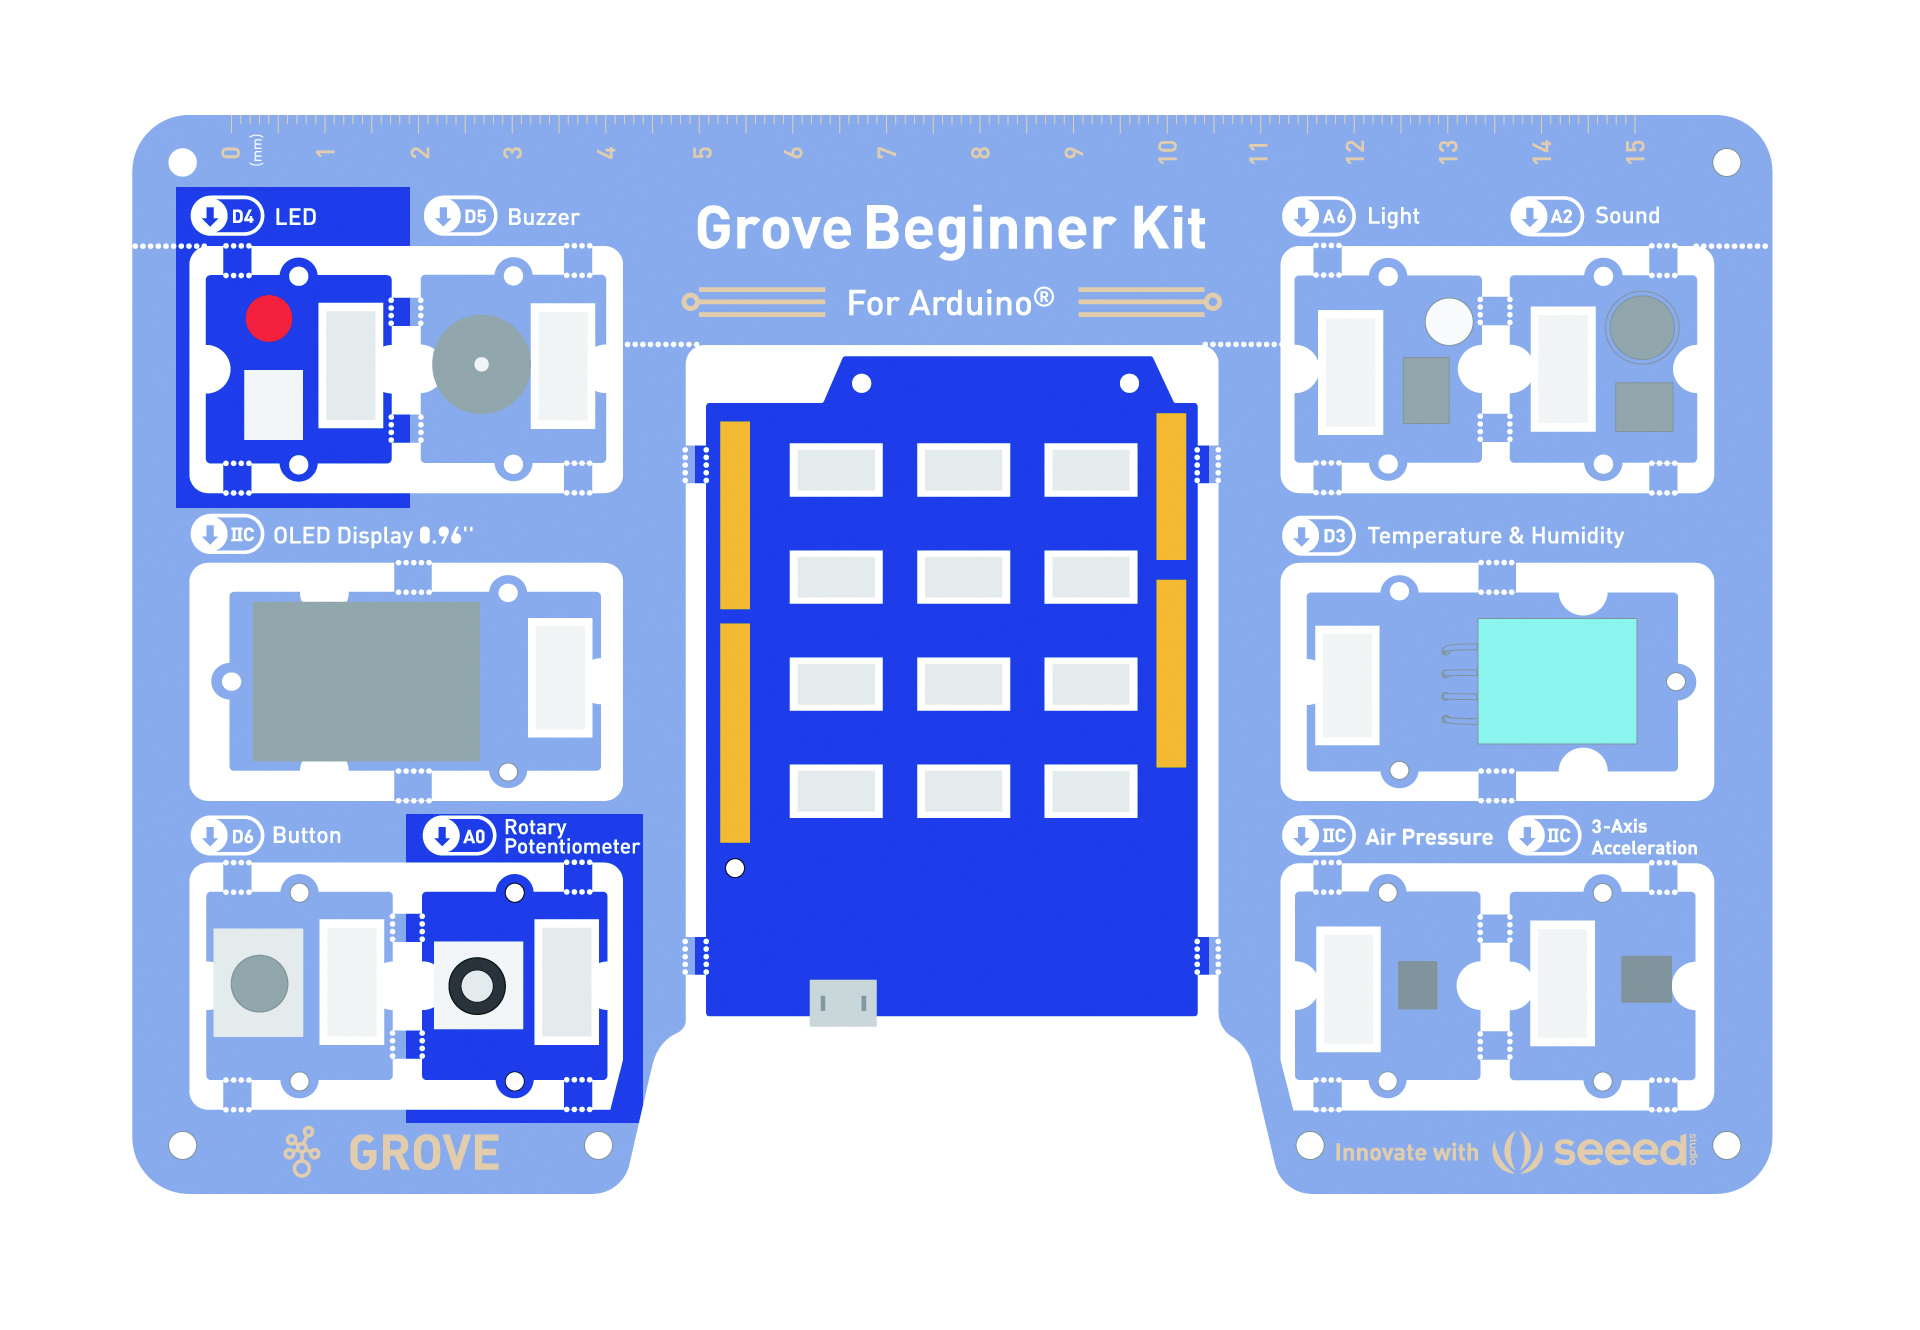 0 1 2 3 4 5 6 7 8 9 10 11 12 13 14 15
(mm)
D4 LED
D5 Buzzer
Grove Beginner Kit
For Arduino®
A6 Light
A2 Sound
IIC OLED Display 0.96''
D3 Temperature & Humidity
D6 Button
A0 Rotary
Potentiometer
IIC Air Pressure
IIC 3-Axis
Acceleration
GROVE
Innovate with seeed studio